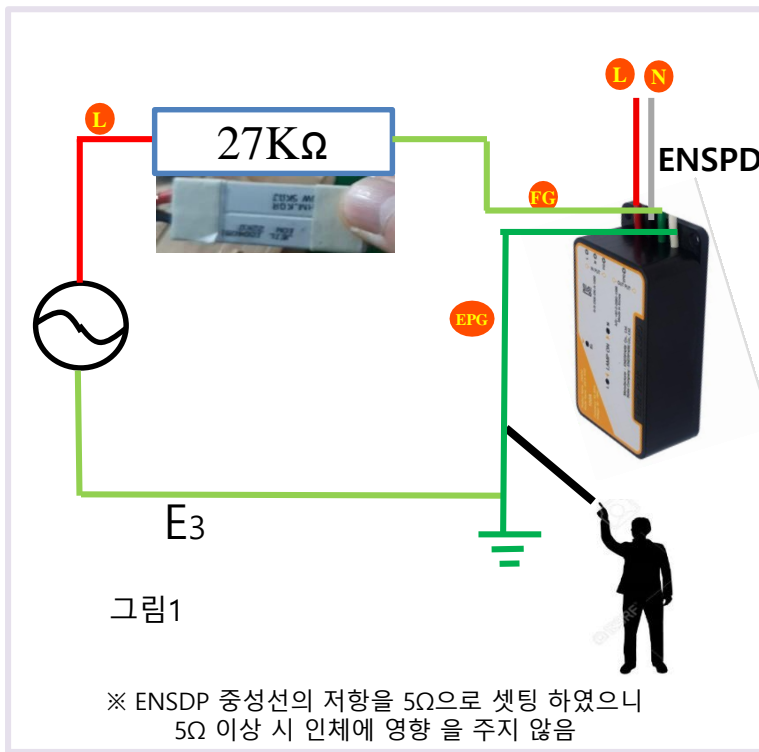 L
27KΩ
L N
ENSPD
FG
EPG
E3
그림1
※ ENSDP 중성선의 저항을 5Ω으로 셋팅 하였으니
5Ω 이상 시 인체에 영향 을 주지 않음